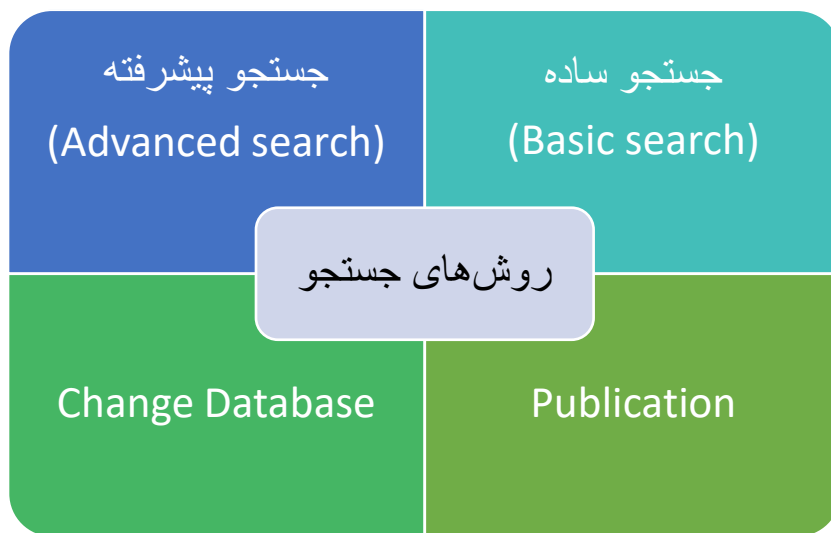 جستجو ساده
(Basic search)
جستجو پیشرفته
(Advanced search)
روش‌های جستجو
Publication
Change Database